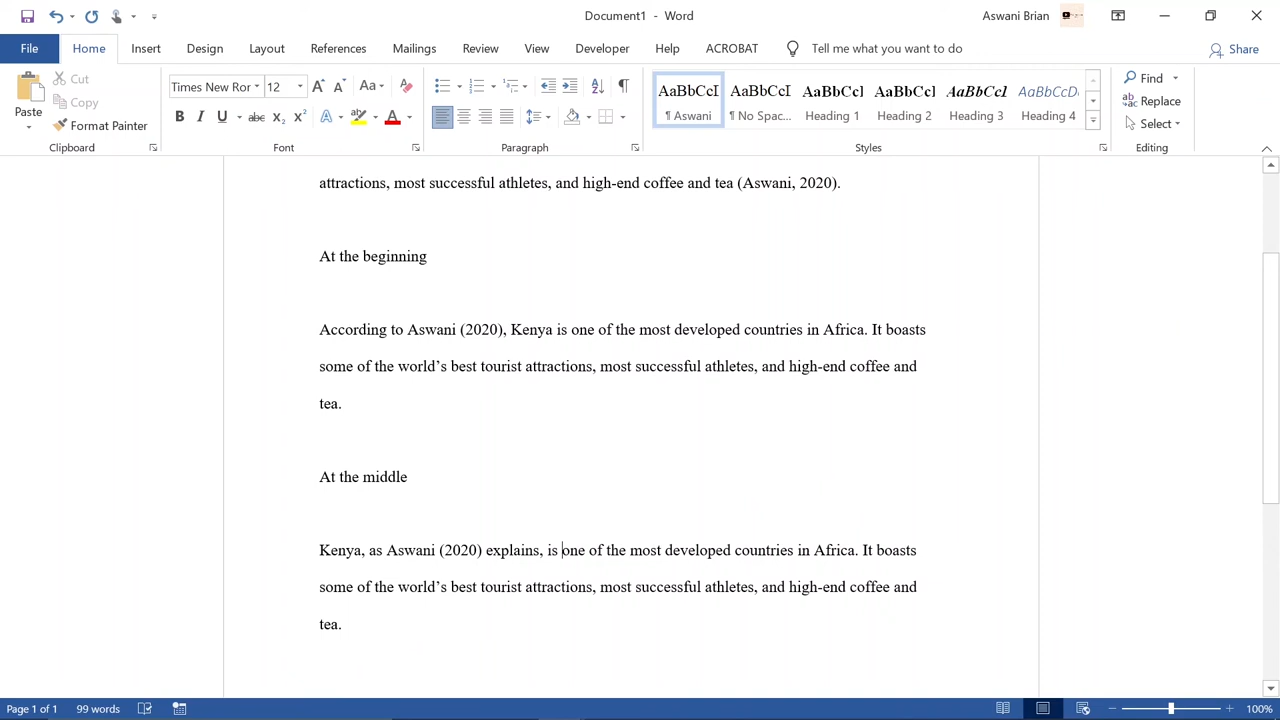 Document1 - Word
Aswani Brian
File Home Insert Design Layout References Mailings Review View Developer Help ACROBAT Tell me what you want to do Share
Paste
Cut
Copy
Format Painter
Clipboard
Times New Ror 12
Font
Paragraph
AaBbCcI AaBbCcI AaBbCcI AaBbCcI AaBbCcI AaBbCcD.
¶ Aswani ¶ No Spac... Heading 1 Heading 2 Heading 3 Heading 4
Styles
Find
Replace
Select
Editing
attractions, most successful athletes, and high-end coffee and tea (Aswani, 2020).
At the beginning
According to Aswani (2020), Kenya is one of the most developed countries in Africa. It boasts
some of the world’s best tourist attractions, most successful athletes, and high-end coffee and
tea.
At the middle
Kenya, as Aswani (2020) explains, is one of the most developed countries in Africa. It boasts
some of the world’s best tourist attractions, most successful athletes, and high-end coffee and
tea.
Page 1 of 1 99 words 100%